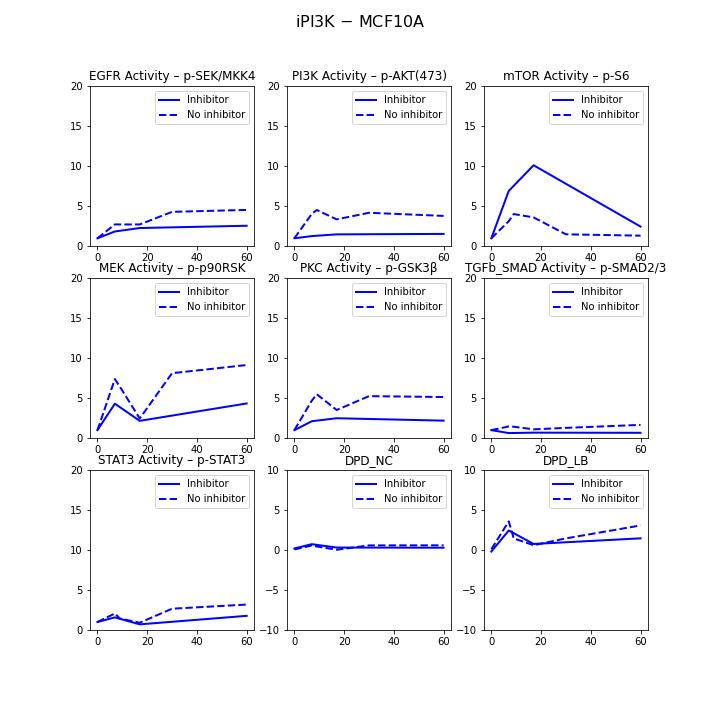 iPI3K − MCF10A
EGFR Activity – p-SEK/MKK4
20
15
10
5
0
Inhibitor
No inhibitor
PI3K Activity – p-AKT(473)
20
15
10
5
0
Inhibitor
No inhibitor
mTOR Activity – p-S6
20
15
10
5
0
Inhibitor
No inhibitor
0 20 40 60
0 20 40 60
0 20 40 60
MEK Activity – p-p90RSK
20
15
10
5
0
Inhibitor
No inhibitor
PKC Activity – p-GSK3β
20
15
10
5
0
Inhibitor
No inhibitor
TGFb_SMAD Activity – p-SMAD2/3
20
15
10
5
0
Inhibitor
No inhibitor
0 20 40 60
0 20 40 60
0 20 40 60
STAT3 Activity – p-STAT3
20
15
10
5
0
Inhibitor
No inhibitor
0 20 40 60
DPD_NC
10
5
0
−5
−10
Inhibitor
No inhibitor
0 20 40 60
DPD_LB
10
5
0
−5
−10
Inhibitor
No inhibitor
0 20 40 60